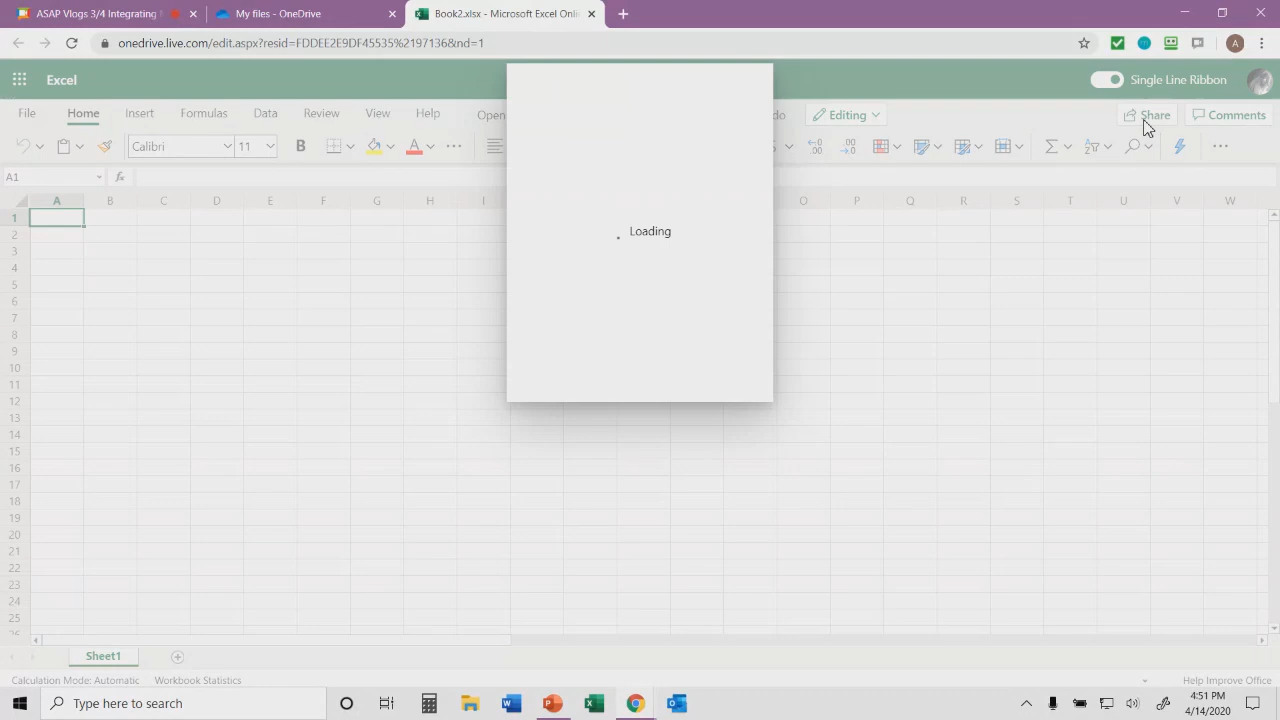 ASAP Vlogs 3/4 Integrating
My files - OneDrive
Book2.xlsx - Microsoft Excel Onli
onedrive.live.com/edit.aspx?resid=FDDEE2E9DF45535%2197136&nd=1
A
Excel
Single Line Ribbon
File Home Insert Formulas Data Review View Help Open
do
Editing
Share
Comments
Calibri 11 B A
A1 fx
A B C D E F G H I O P Q R S T U V W
1
2
3
4
5
6
7
8
9
10
11
12
13
14
15
16
17
18
19
20
21
22
23
24
25
26
Loading
Sheet1
Calculation Mode: Automatic Workbook Statistics
Help Improve Office
Type here to search
4:51 PM
4/14/2020